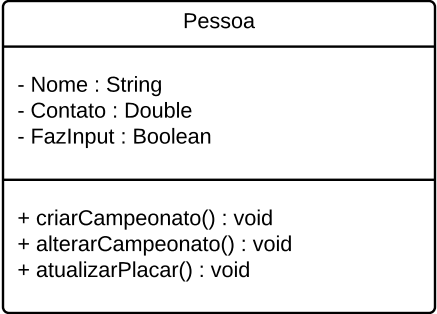 Pessoa
- Nome : String
- Contato : Double
- FazInput : Boolean
+ criarCampeonato() : void
+ alterarCampeonato() : void
+ atualizarPlacar() : void